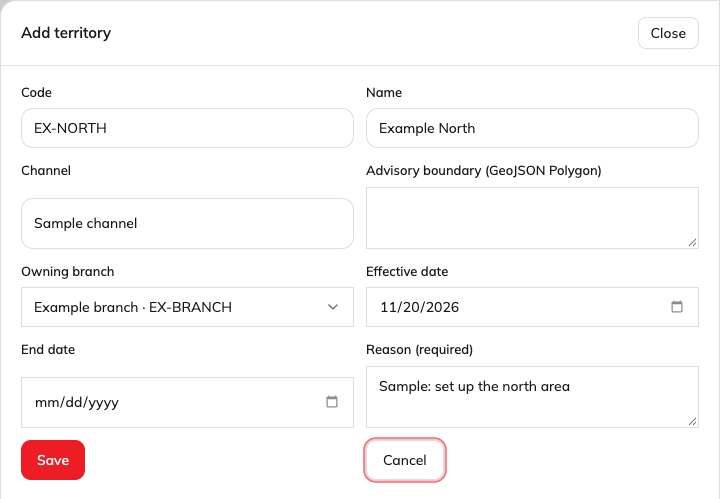 Add territory
Close
Code
Name
EX-NORTH
Example North
Channel
Advisory boundary (GeoJSON Polygon)
Sample channel
Owning branch
Effective date
Example branch · EX-BRANCH
11/20/2026
End date
Reason (required)
mm/dd/yyyy
Sample: set up the north area
Save
Cancel